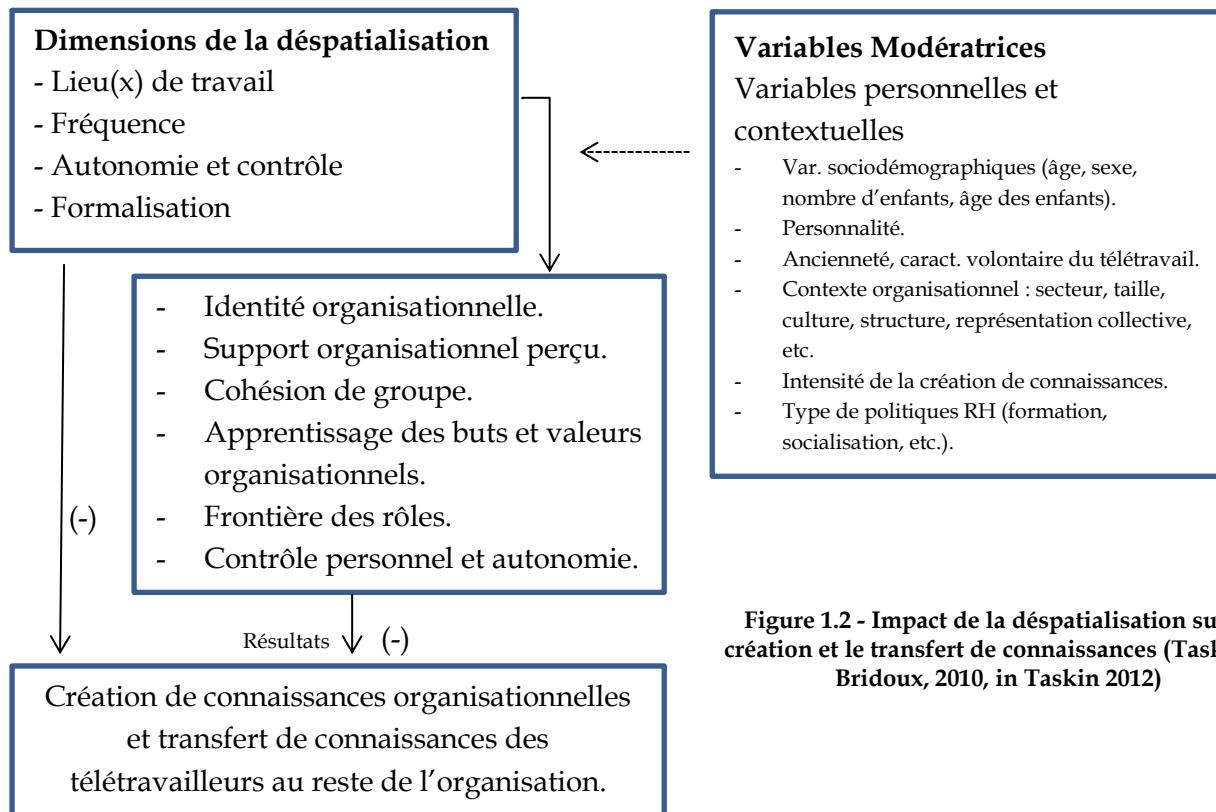 Dimensions de la déspatialisation
- Lieu(x) de travail
- Fréquence
- Autonomie et contrôle
- Formalisation
Variables Modératrices
Variables personnelles et
contextuelles
- Var. sociodémographiques (âge, sexe,
nombre d’enfants, âge des enfants).
- Personnalité.
- Ancienneté, caract. volontaire du télétravail.
- Contexte organisationnel : secteur, taille,
culture, structure, représentation collective,
etc.
- Intensité de la création de connaissances.
- Type de politiques RH (formation,
socialisation, etc.).
- Identité organisationnelle.
- Support organisationnel perçu.
- Cohésion de groupe.
- Apprentissage des buts et valeurs
organisationnels.
- Frontière des rôles.
- Contrôle personnel et autonomie.
(-)
Résultats (-)
Création de connaissances organisationnelles
et transfert de connaissances des
télétravailleurs au reste de l’organisation.
Figure 1.2 - Impact de la déspatialisation su
création et le transfert de connaissances (Task
Bridoux, 2010, in Taskin 2012)